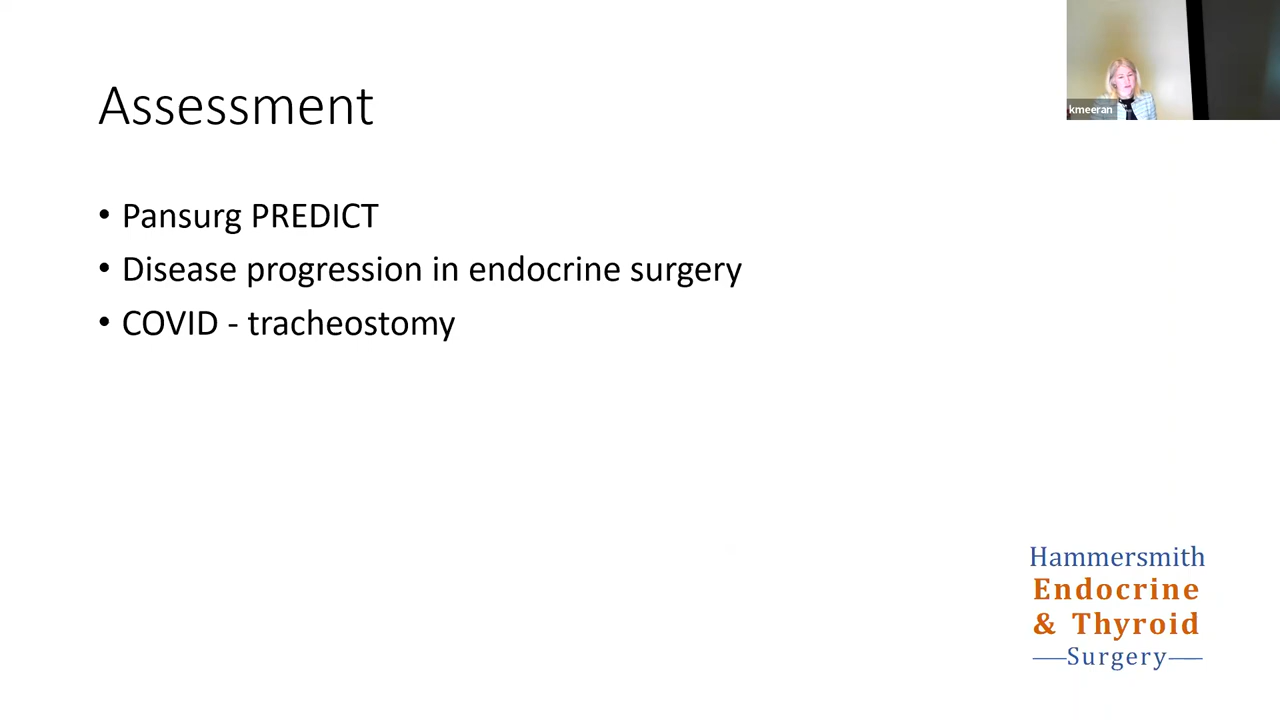 kmeeran
Assessment
• Pansurg PREDICT
• Disease progression in endocrine surgery
• COVID - tracheostomy
Hammersmith
Endocrine
& Thyroid
Surgery